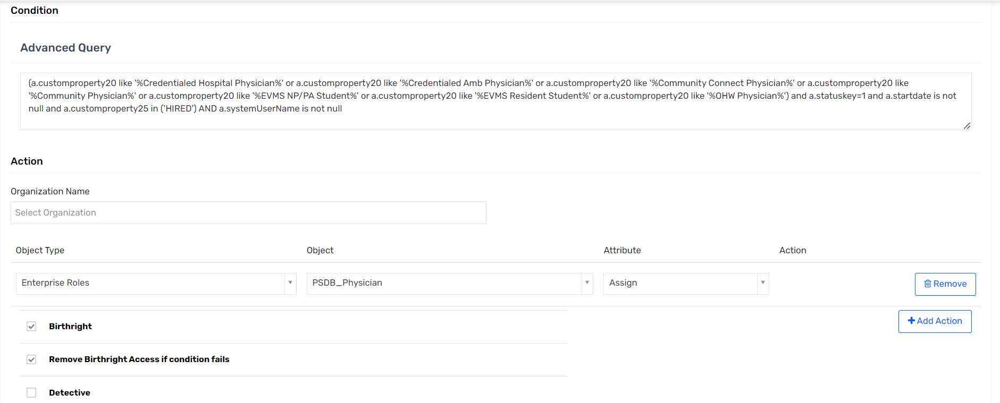 Condition
Advanced Query
(a.customproperty20 like '%Credentialed Hospital Physician%' or a.customproperty20 like '%Credentialed Amb Physician%' or a.customproperty20 like '%Community Connect Physician%' or a.customproperty20 like
'%Community Physician%' or a.customproperty20 like '%EVMS NP/PA Student%' or a.customproperty20 like '%EVMS Resident Student%' or a.customproperty20 like '%OHW Physician%') and a.statuskey=1 and a.startdate is not
null and a.customproperty25 in ('HIRED') AND a.systemUserName is not null
Action
Organization Name
Select Organization
Object Type Object Attribute Action
Enterprise Roles PSDB_Physician Assign Remove
Add Action
Birthright
Remove Birthright Access if condition fails
Detective